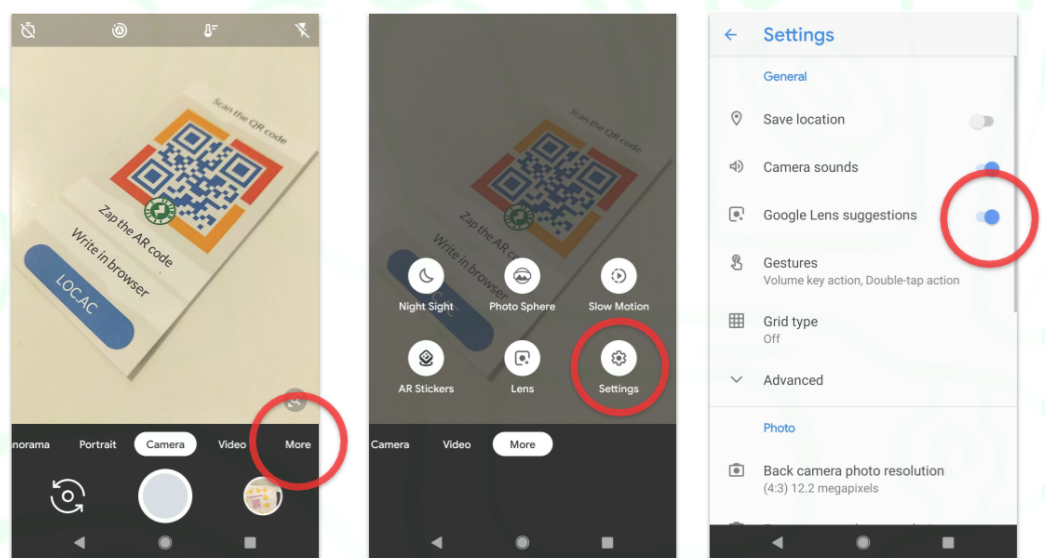 Scan the QR code
Zap the AR code
Write in browser
LOC.AC
norama
Portrait
Camera
Video
More
Scan the QR code
Zap the AR co
Write in browser
Night Sight
Photo Sphere
Slow Motion
AR Stickers
Lens
Settings
Camera
Video
More
Settings
General
Save location
Camera sounds
Google Lens suggestions
Gestures
Volume key action, Double-tap action
Grid type
Off
Advanced
Photo
Back camera photo resolution
(4:3) 12.2 megapixels